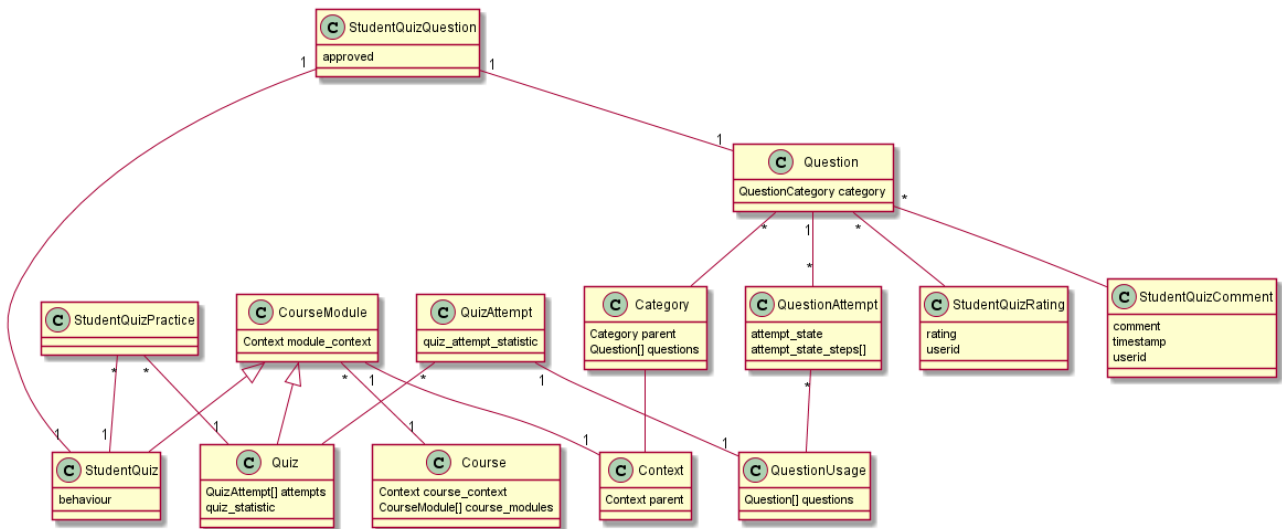 C StudentQuizQuestion
approved
1
1
1
C Question
QuestionCategory category
*
1
*
*
*
C StudentQuizPractice
C CourseModule
Context module_context
C QuizAttempt
quiz_attempt_statistic
C Category
Category parent
Question[] questions
C QuestionAttempt
attempt_state
attempt_state_steps[]
C StudentQuizRating
rating
userid
C StudentQuizComment
comment
timestamp
userid
*
*
*
1
*
1
*
1
1
1
1
1
1
C StudentQuiz
behaviour
C Quiz
QuizAttempt[] attempts
quiz_statistic
C Course
Context course_context
CourseModule[] course_modules
C Context
Context parent
C QuestionUsage
Question[] questions